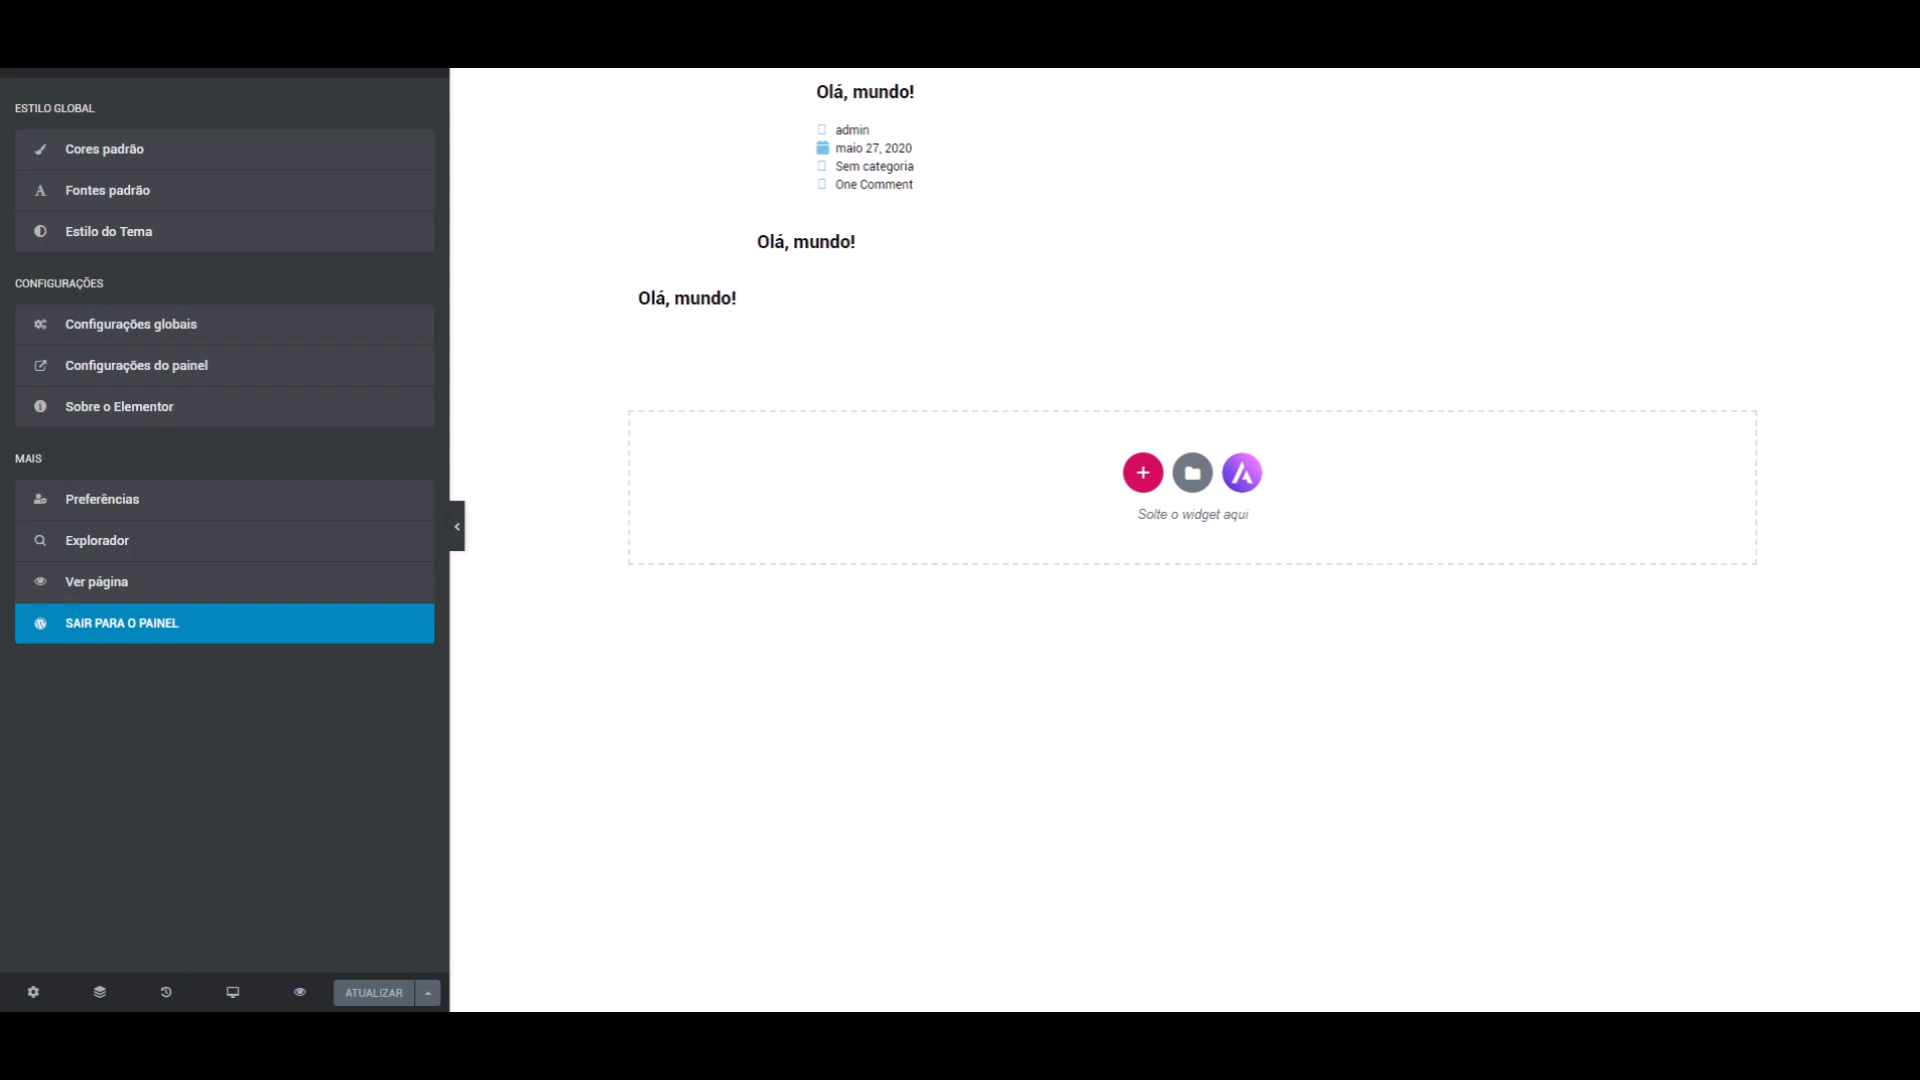 ESTILO GLOBAL
Cores padrão
Fontes padrão
Estilo do Tema
CONFIGURAÇÕES
Configurações globais
Configurações do painel
Sobre o Elementor
MAIS
Preferências
Explorador
Ver página
SAIR PARA O PAINEL
ATUALIZAR
Olá, mundo!
admin
maio 27, 2020
Sem categoria
One Comment
Olá, mundo!
Olá, mundo!
Solte o widget aqui